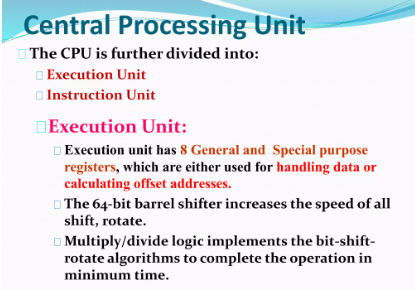 Central Processing Unit
The CPU is further divided into:
Execution Unit
Instruction Unit
Execution Unit:
Execution unit has 8 General and Special purpose
registers, which are either used for handling data or
calculating offset addresses.
The 64-bit barrel shifter increases the speed of all
shift, rotate.
Multiply/divide logic implements the bit-shift-
rotate algorithms to complete the operation in
minimum time.